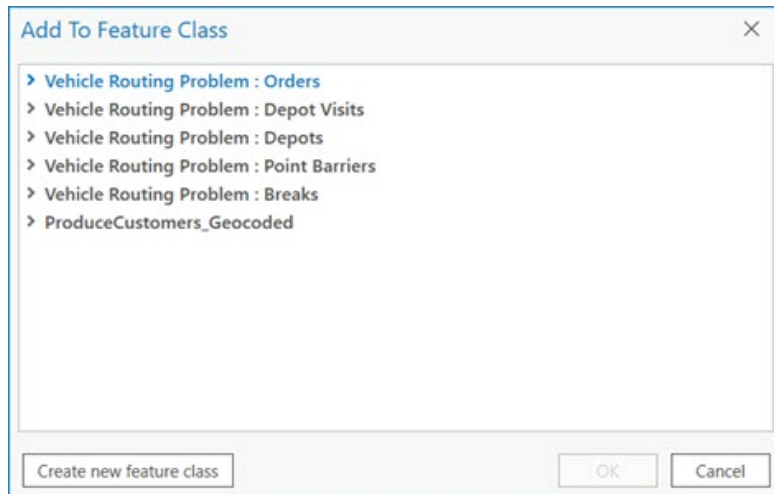 Add To Feature Class
Vehicle Routing Problem : Orders
Vehicle Routing Problem : Depot Visits
Vehicle Routing Problem : Depots
Vehicle Routing Problem : Point Barriers
Vehicle Routing Problem : Breaks
ProduceCustomers_Geocoded
Create new feature class
OK
Cancel